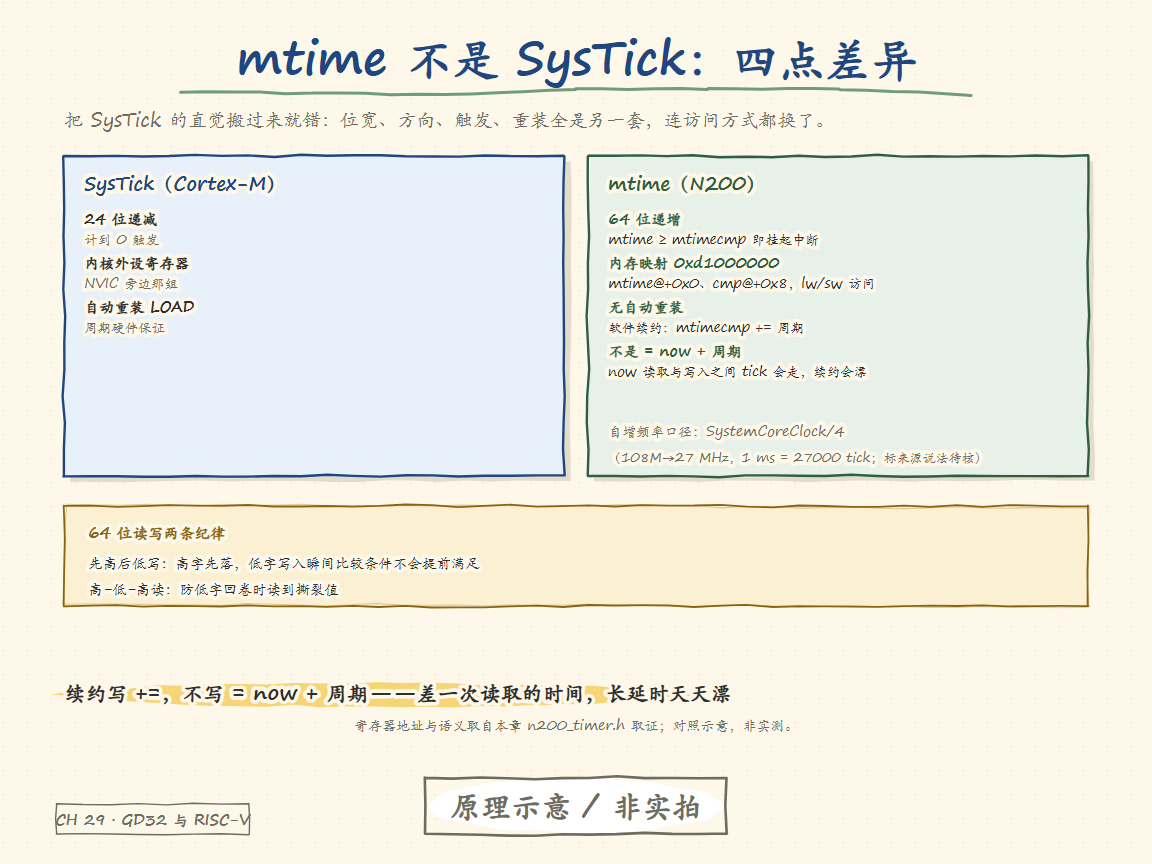 mtime 不是 SysTick：四点差异
把 SysTick 的直觉搬过来就错：位宽、方向、触发、重装全是另一套，连访问方式都换了。
SysTick（Cortex-M）
24 位递减
计到 0 触发
内核外设寄存器
NVIC 旁边那组
自动重装 LOAD
周期硬件保证
mtime（N200）
64 位递增
mtime ≥ mtimecmp 即挂起中断
内存映射 0xd1000000
mtime@+0x0、cmp@+0x8，lw/sw 访问
无自动重装
软件续约：mtimecmp += 周期
不是 = now + 周期
now 读取与写入之间 tick 会走，续约会漂
自增频率口径：SystemCoreClock/4
（108M→27 MHz，1 ms = 27000 tick；标来源说法待核）
64 位读写两条纪律
先高后低写：高字先落，低字写入瞬间比较条件不会提前满足
高-低-高读：防低字回卷时读到撕裂值
续约写 +=，不写 = now + 周期——差一次读取的时间，长延时天天漂
寄存器地址与语义取自本章 n200_timer.h 取证；对照示意，非实测。
原理示意 / 非实拍
CH 29 · GD32 与 RISC-V